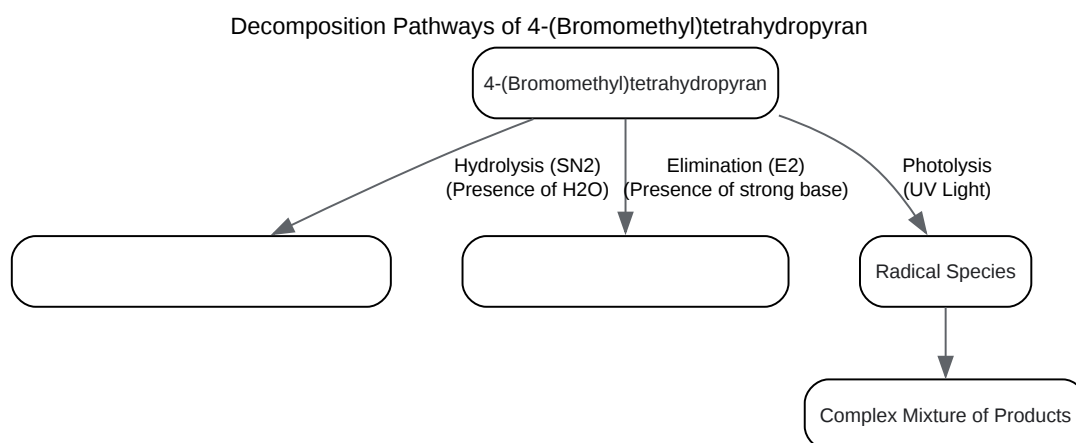 Decomposition Pathways of 4-(Bromomethyl)tetrahydropyran
4-(Bromomethyl)tetrahydropyran
Hydrolysis (SN2)
(Presence of H2O)
Elimination (E2)
(Presence of strong base)
Photolysis
(UV Light)
Radical Species
Complex Mixture of Products